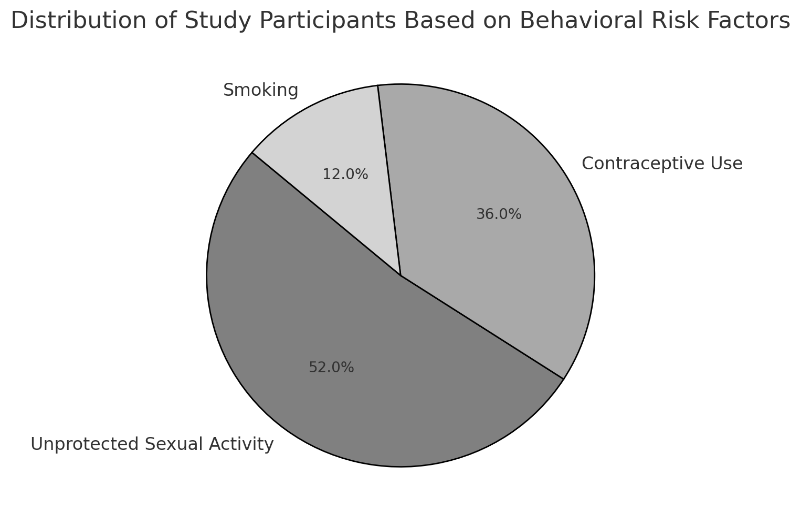 Distribution of Study Participants Based on Behavioral Risk Factors
Smoking
Contraceptive Use
12.0%
36.0%
52.0%
Unprotected Sexual Activity